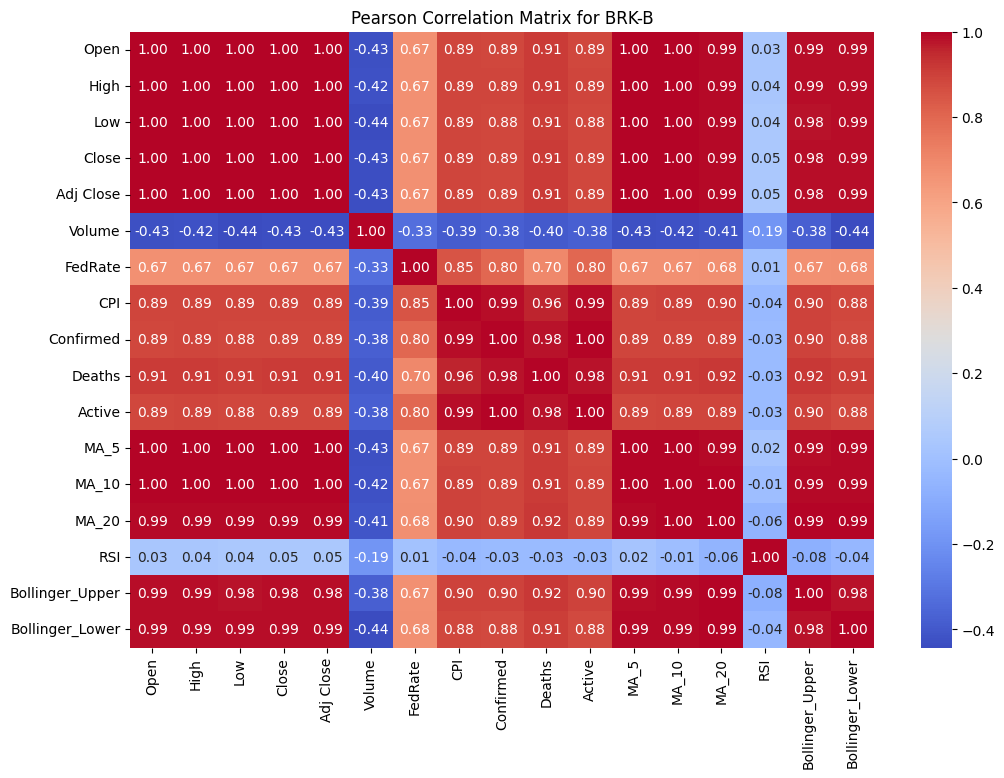 Pearson Correlation Matrix for BRK-B
Open 1.00 1.00 1.00 1.00 1.00 -0.43 0.67 0.89 0.89 0.91 0.89 1.00 1.00 0.99 0.03 0.99 0.99
High 1.00 1.00 1.00 1.00 1.00 -0.42 0.67 0.89 0.89 0.91 0.89 1.00 1.00 0.99 0.04 0.99 0.99
Low 1.00 1.00 1.00 1.00 1.00 -0.44 0.67 0.89 0.88 0.91 0.88 1.00 1.00 0.99 0.04 0.98 0.99
Close 1.00 1.00 1.00 1.00 1.00 -0.43 0.67 0.89 0.89 0.91 0.89 1.00 1.00 0.99 0.05 0.98 0.99
Adj Close 1.00 1.00 1.00 1.00 1.00 -0.43 0.67 0.89 0.89 0.91 0.89 1.00 1.00 0.99 0.05 0.98 0.99
Volume -0.43 -0.42 -0.44 -0.43 -0.43 1.00 -0.33 -0.39 -0.38 -0.40 -0.38 -0.43 -0.42 -0.41 -0.19 -0.38 -0.44
FedRate 0.67 0.67 0.67 0.67 0.67 -0.33 1.00 0.85 0.80 0.70 0.80 0.67 0.67 0.68 0.01 0.67 0.68
CPI 0.89 0.89 0.89 0.89 0.89 -0.39 0.85 1.00 0.99 0.96 0.99 0.89 0.89 0.90 -0.04 0.90 0.88
Confirmed 0.89 0.89 0.88 0.89 0.89 -0.38 0.80 0.99 1.00 0.98 1.00 0.89 0.89 0.89 -0.03 0.90 0.88
Deaths 0.91 0.91 0.91 0.91 0.91 -0.40 0.70 0.96 0.98 1.00 0.98 0.91 0.91 0.92 -0.03 0.92 0.91
Active 0.89 0.89 0.88 0.89 0.89 -0.38 0.80 0.99 1.00 0.98 1.00 0.89 0.89 0.89 -0.03 0.90 0.88
MA_5 1.00 1.00 1.00 1.00 1.00 -0.43 0.67 0.89 0.89 0.91 0.89 1.00 1.00 0.99 0.02 0.99 0.99
MA_10 1.00 1.00 1.00 1.00 1.00 -0.42 0.67 0.89 0.89 0.91 0.89 1.00 1.00 1.00 -0.01 0.99 0.99
MA_20 0.99 0.99 0.99 0.99 0.99 -0.41 0.68 0.90 0.89 0.92 0.89 0.99 1.00 1.00 -0.06 0.99 0.99
RSI 0.03 0.04 0.04 0.05 0.05 -0.19 0.01 -0.04 -0.03 -0.03 -0.03 0.02 -0.01 -0.06 1.00 -0.08 -0.04
Bollinger_Upper 0.99 0.99 0.98 0.98 0.98 -0.38 0.67 0.90 0.90 0.92 0.90 0.99 0.99 0.99 -0.08 1.00 0.98
Bollinger_Lower 0.99 0.99 0.99 0.99 0.99 -0.44 0.68 0.88 0.88 0.91 0.88 0.99 0.99 0.99 -0.04 0.98 1.00
Open High Low Close Adj Close Volume FedRate CPI Confirmed Deaths Active MA_5 MA_10 MA_20 RSI Bollinger_Upper Bollinger_Lower
1.0
0.8
0.6
0.4
0.2
0.0
−0.2
−0.4